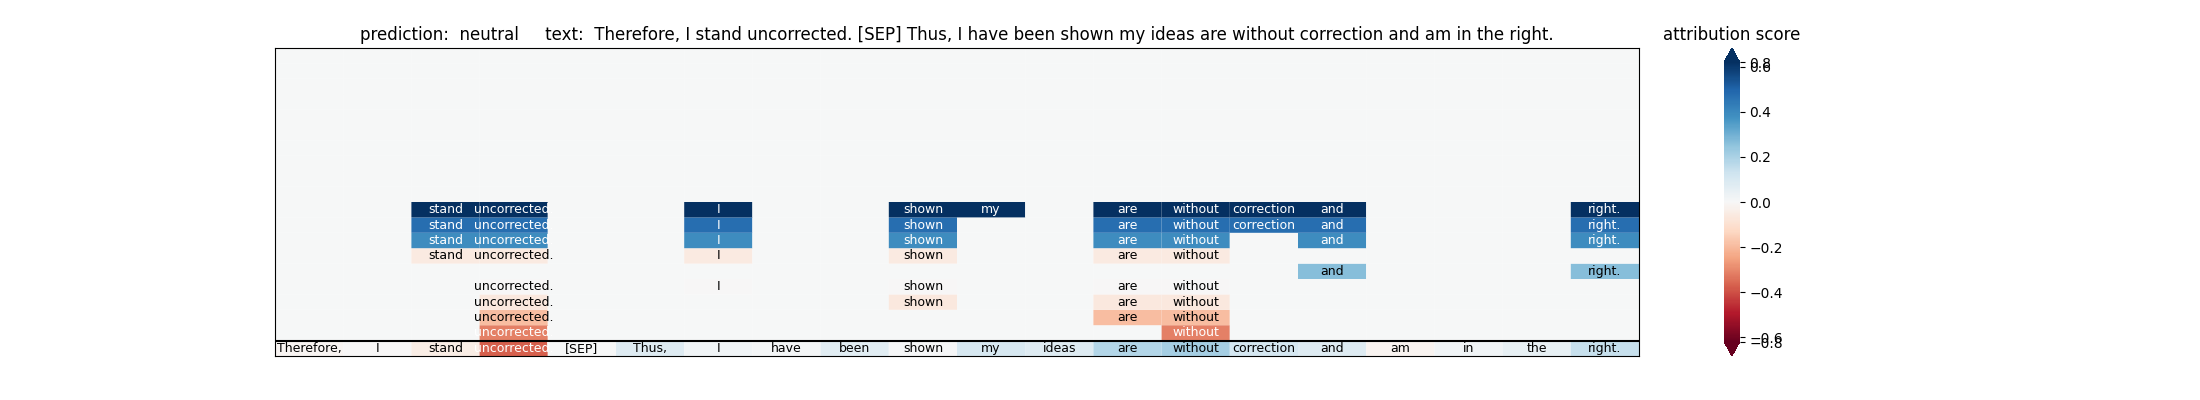 prediction:  neutral     text:  Therefore, I stand uncorrected. [SEP] Thus, I have been shown my ideas are without correction and am in the right.
attribution score
0.8
0.6
0.4
0.2
0.0
−0.2
−0.4
−0.6
−0.8
stand uncorrected I shown my are without correction and right.
stand uncorrected I shown are without correction and right.
stand uncorrected I shown are without and right.
stand uncorrected. I shown are without
and right.
uncorrected. I shown are without
uncorrected. shown are without
uncorrected. are without
uncorrected without
Therefore, I stand uncorrected [SEP] Thus, I have been shown my ideas are without correction and am in the right.